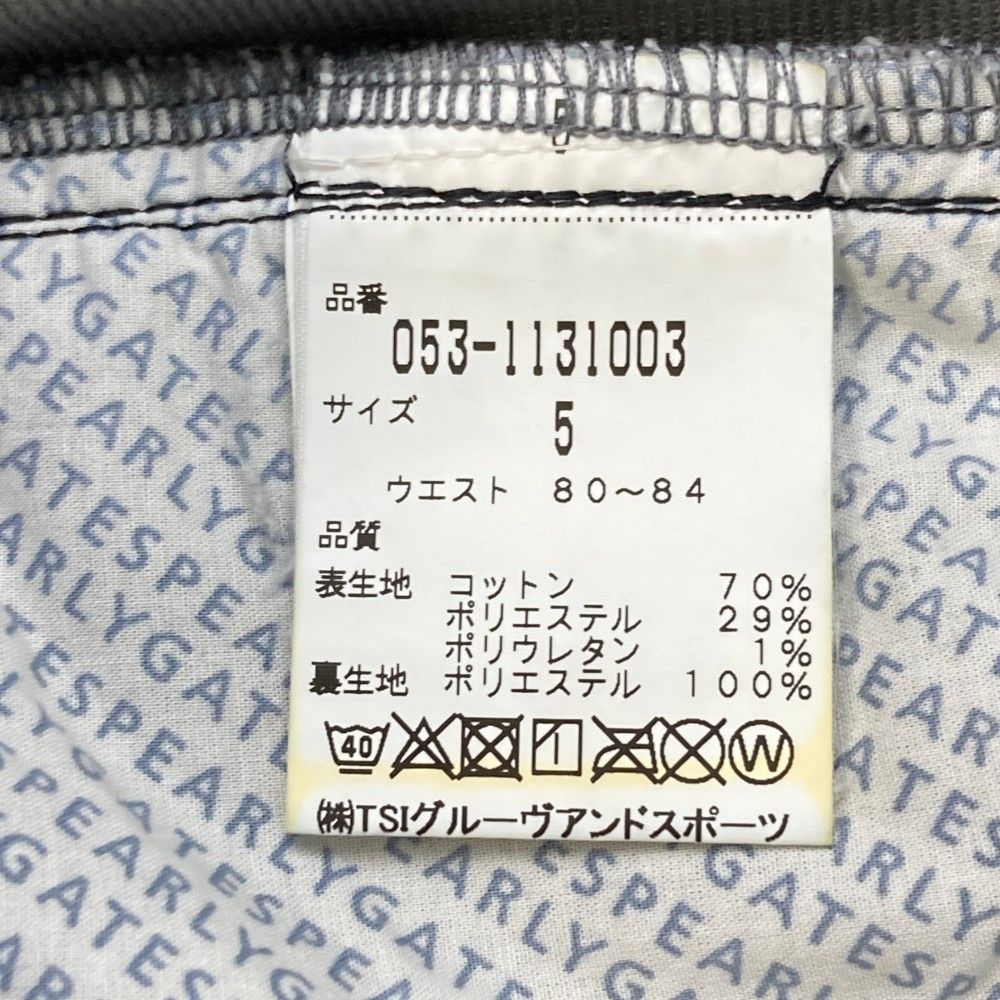 品番
053-1131003
サイズ 5
ウエスト 80～84
品質
表生地 コットン 70%
ポリエステル 29%
ポリウレタン 1%
裏生地 ポリエステル 100%
40 W
㈱TSIグルーヴアンドスポーツ
PEARLYGATES